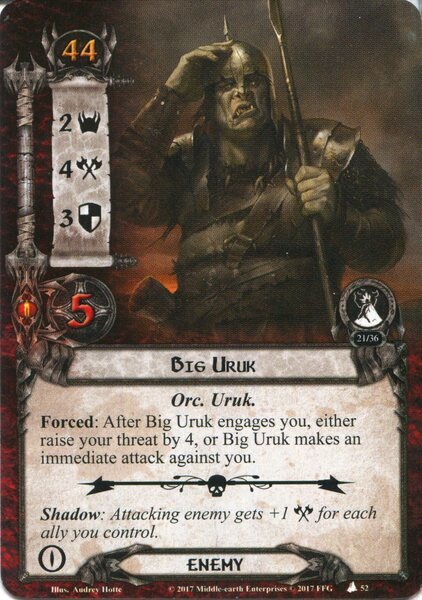 44
2
4
3
5
21/36
Big Uruk
Orc. Uruk.
Forced: After Big Uruk engages you, either
raise your threat by 4, or Big Uruk makes an
immediate attack against you.
Shadow: Attacking enemy gets +1 for each
ally you control.
ENEMY
Illus. Audrey Hotte © 2017 Middle-earth Enterprises © 2017 FFG 52